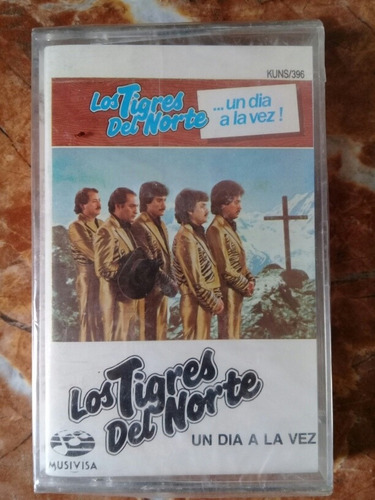 KUNS/396
Los Tigres
Del Norte
...un dia
a la vez!
Los Tigres
Del Norte
UN DIA A LA VEZ
MUSIVISA